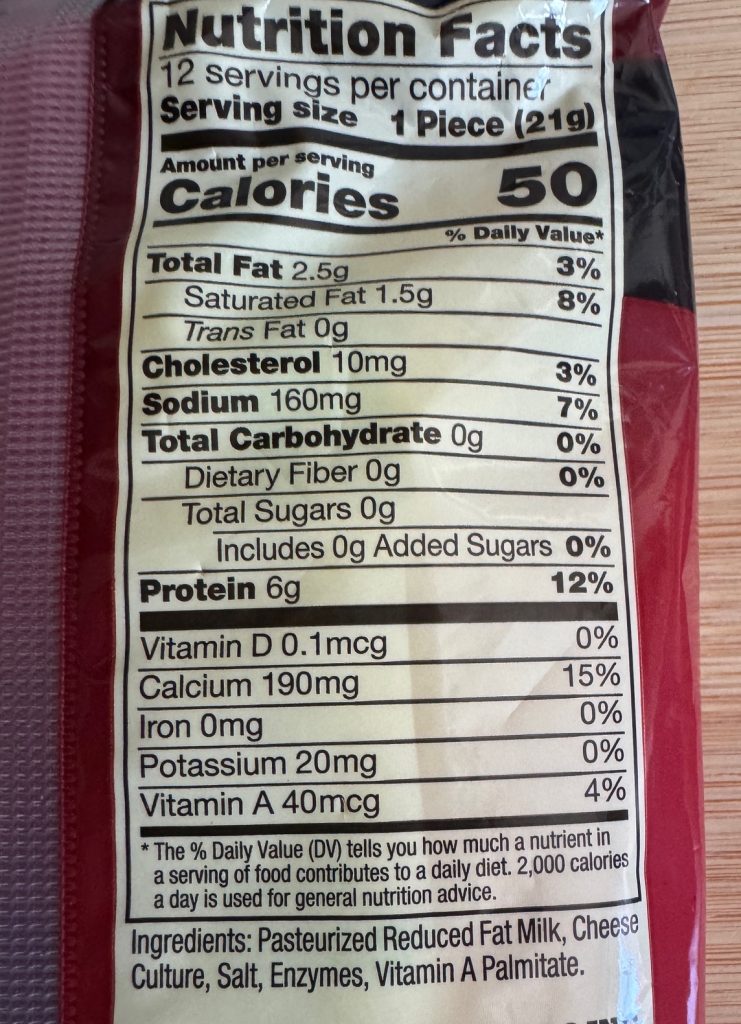 Nutrition Facts
12 servings per container
Serving size 1 Piece (21g)
Amount per serving
Calories 50
% Daily Value*
Total Fat 2.5g 3%
Saturated Fat 1.5g 8%
Trans Fat 0g
Cholesterol 10mg 3%
Sodium 160mg 7%
Total Carbohydrate 0g 0%
Dietary Fiber 0g 0%
Total Sugars 0g
Includes 0g Added Sugars 0%
Protein 6g 12%
Vitamin D 0.1mcg 0%
Calcium 190mg 15%
Iron 0mg 0%
Potassium 20mg 0%
Vitamin A 40mcg 4%
* The % Daily Value (DV) tells you how much a nutrient in
a serving of food contributes to a daily diet. 2,000 calories
a day is used for general nutrition advice.
Ingredients: Pasteurized Reduced Fat Milk, Cheese
Culture, Salt, Enzymes, Vitamin A Palmitate.